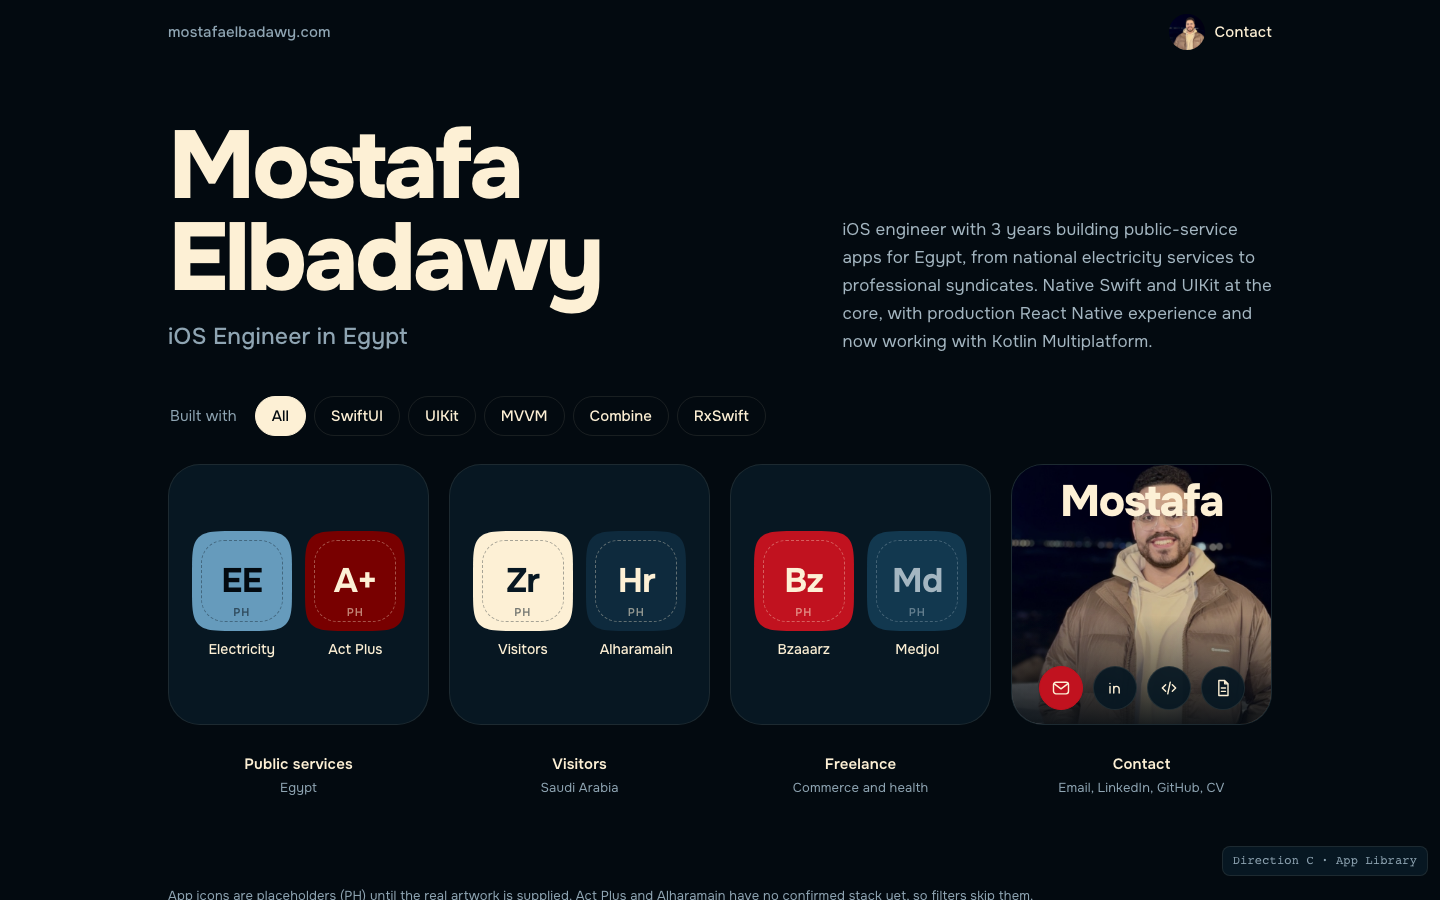 mostafaelbadawy.com
Contact
Mostafa
Elbadawy
iOS Engineer in Egypt
iOS engineer with 3 years building public-service
apps for Egypt, from national electricity services to
professional syndicates. Native Swift and UIKit at the
core, with production React Native experience and
now working with Kotlin Multiplatform.
Built with
All
SwiftUI
UIKit
MVVM
Combine
RxSwift
EE
PH
Electricity
A+
PH
Act Plus
Zr
PH
Visitors
Hr
PH
Alharamain
Bz
PH
Bzaaarz
Md
PH
Medjol
Mostafa
in
Public services
Egypt
Visitors
Saudi Arabia
Freelance
Commerce and health
Contact
Email, LinkedIn, GitHub, CV
Direction C · App Library
App icons are placeholders (PH) until the real artwork is supplied. Act Plus and Alharamain have no confirmed stack yet, so filters skip them.